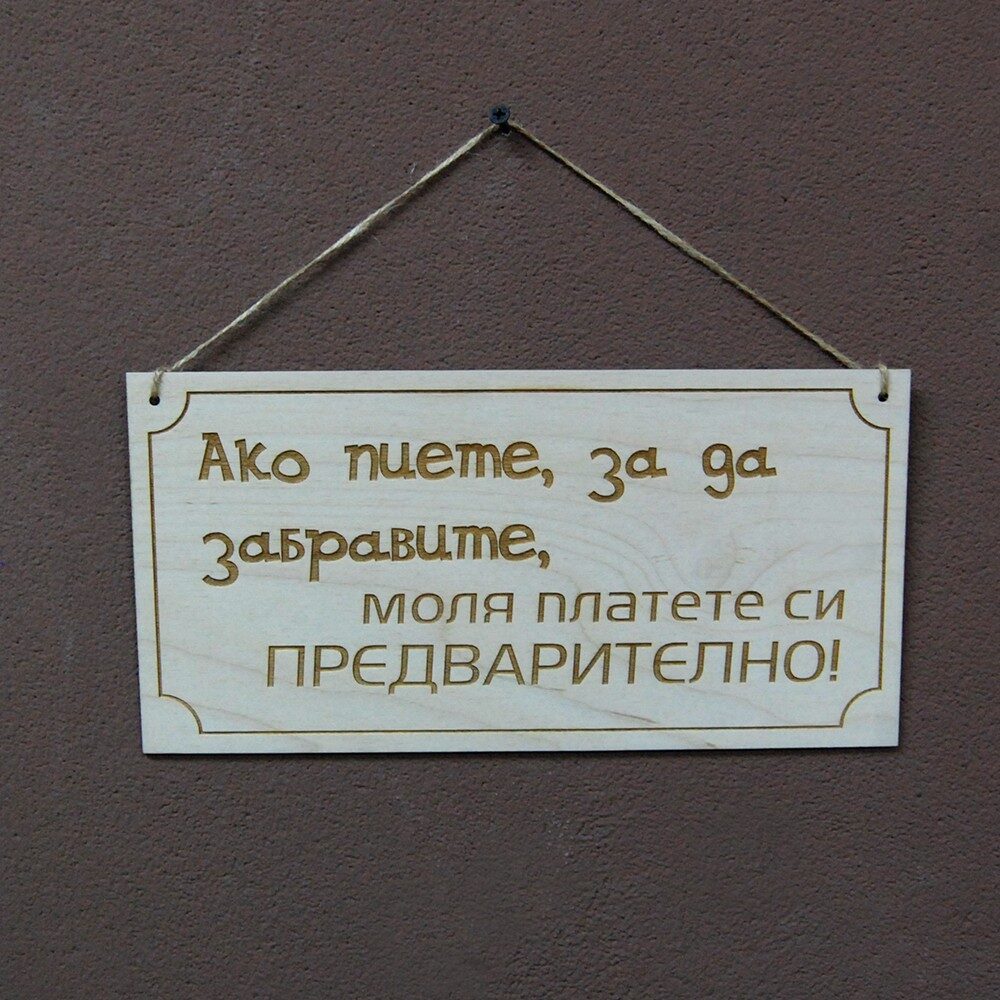 Ако пиете, за да
забравите,
моля платете си
ПРЕДВАРИТЕЛНО!